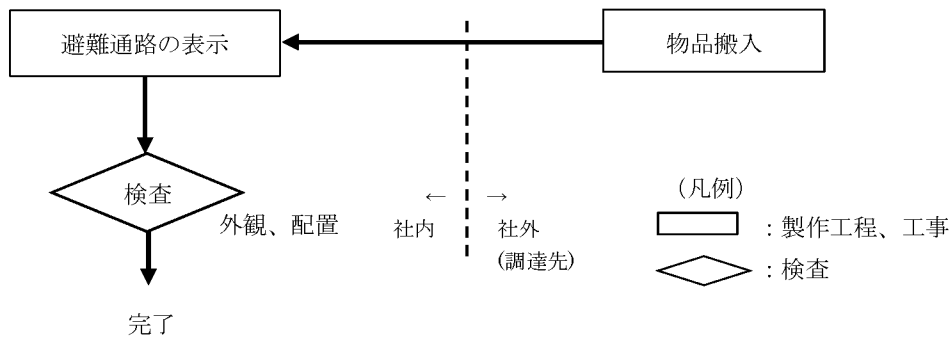 避難通路の表示
物品搬入
検査
外観、配置
← →
社内
社外
(調達先)
(凡例)
：製作工程、工事
：検査
完了